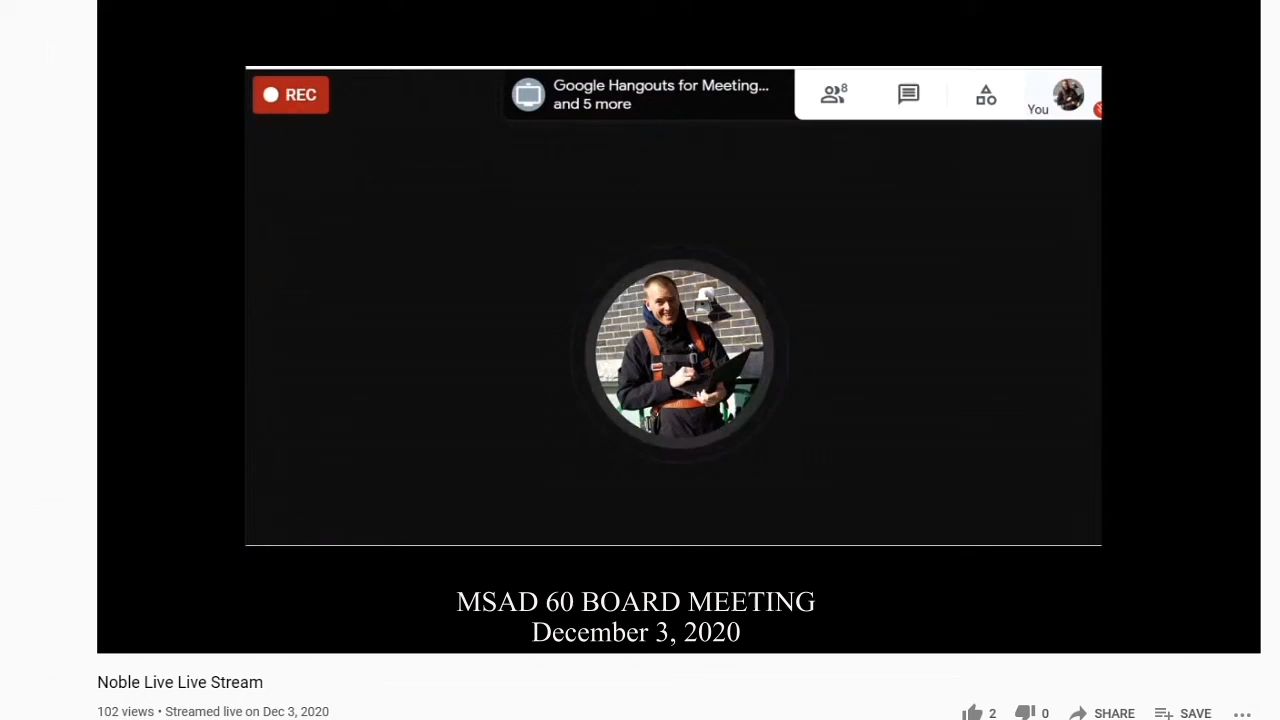 REC
Google Hangouts for Meeting...
and 5 more
8
You
MSAD 60 BOARD MEETING
December 3, 2020
Noble Live Live Stream
102 views • Streamed live on Dec 3, 2020
2
0
SHARE
SAVE